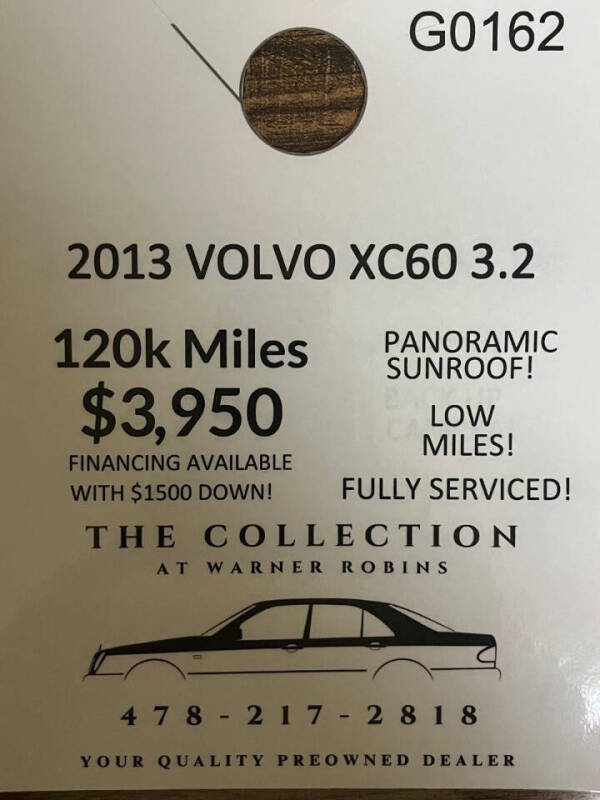 G0162
2013 VOLVO XC60 3.2
120k Miles
$3,950
FINANCING AVAILABLE
WITH $1500 DOWN!
PANORAMIC
SUNROOF!
LOW
MILES!
FULLY SERVICED!
THE COLLECTION
AT WARNER ROBINS
478-217-2818
YOUR QUALITY PREOWNED DEALER